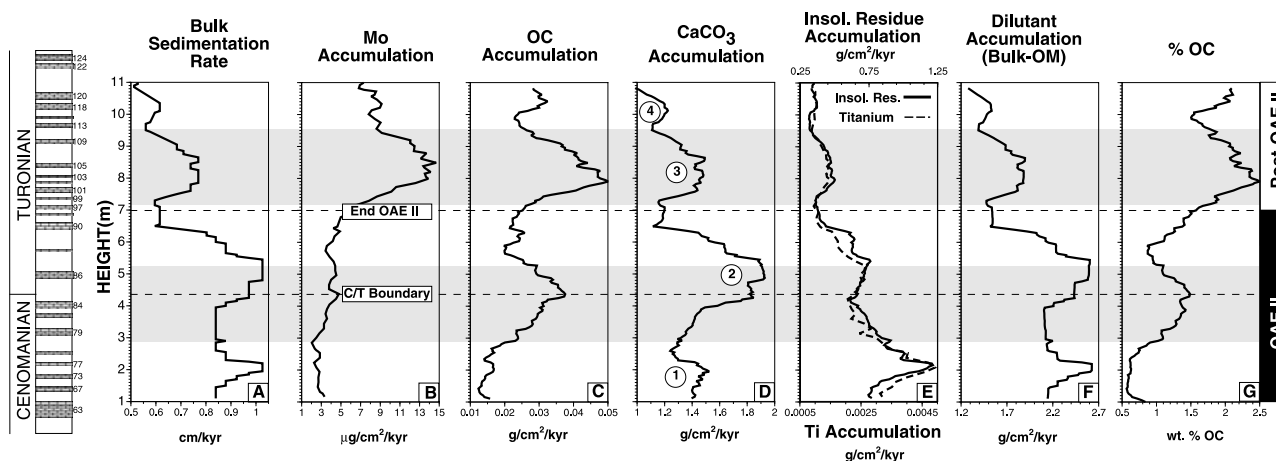 Bulk
Sedimentation
Rate
Mo
Accumulation
OC
Accumulation
CaCO3
Accumulation
Insol. Residue
Accumulation
g/cm2/kyr
0.25 0.75 1.25
Dilutant
Accumulation
(Bulk-OM)
% OC
TURONIAN
CENOMANIAN
124
122
120
118
113
109
105
103
101
99
97
90
86
84
79
77
73
67
63
HEIGHT(m)
11
10
9
8
7
6
5
4
3
2
1
Insol. Res.
Titanium
4
3
2
1
End OAE II
C/T Boundary
Post OAE II
OAE II
A
B
C
D
E
F
G
0.5 0.6 0.7 0.8 0.9 1
1 3 5 7 9 11 13 15
0.01 0.02 0.03 0.04 0.05
1 1.2 1.4 1.6 1.8 2
0.0005 0.0025 0.0045
1.2 1.7 2.2 2.7
0.5 1 1.5 2 2.5
cm/kyr
μg/cm2/kyr
g/cm2/kyr
g/cm2/kyr
Ti Accumulation
g/cm2/kyr
g/cm2/kyr
wt. % OC